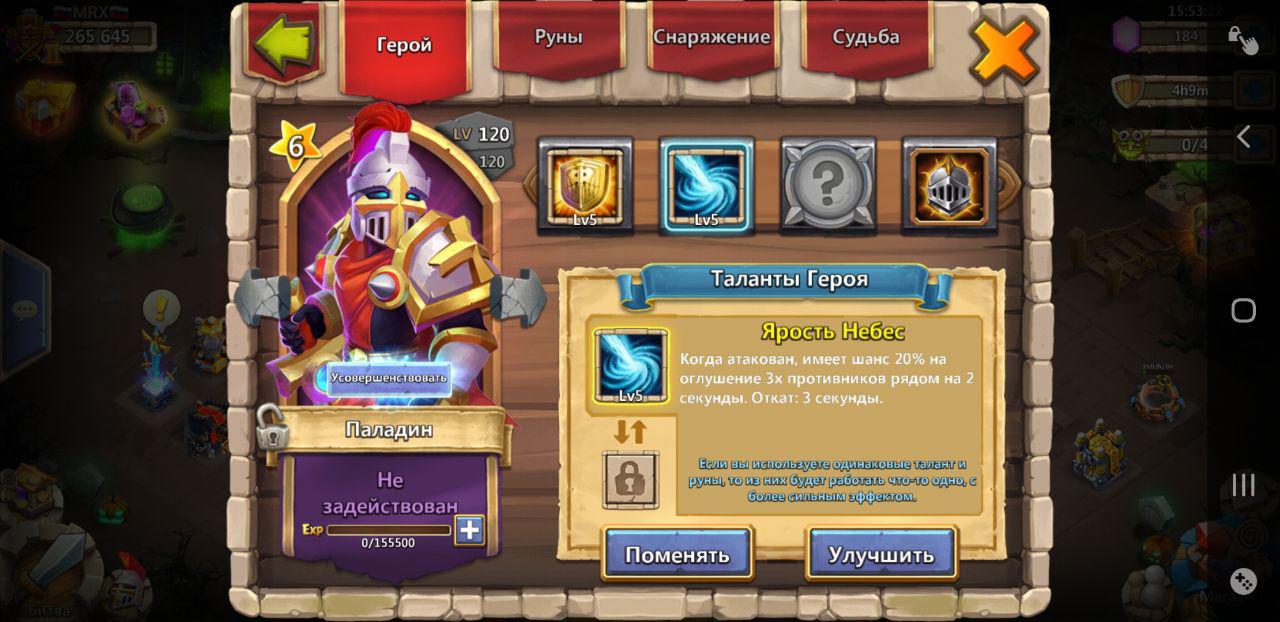 MRX
265 645
II
Герой
Руны
Снаряжение
Судьба
15:53:22
184
4h9m
0/4
6
LV 120
120
Lv5
Lv5
?
Таланты Героя
Ярость Небес
Когда атакован, имеет шанс 20% на
оглушение 3х противников рядом на 2
секунды. Откат: 3 секунды.
Lv5
Если вы используете одинаковые талант и
руны, то из них будет работать что-то одно, с
более сильным эффектом.
Поменять
Улучшить
Усовершенствовать
Паладин
Не
задействован
Exp
0/155500
Битва